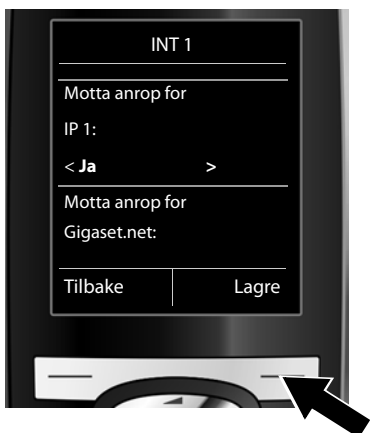 INT 1
Motta anrop for
IP 1:
< Ja >
Motta anrop for
Gigaset.net:
Tilbake Lagre